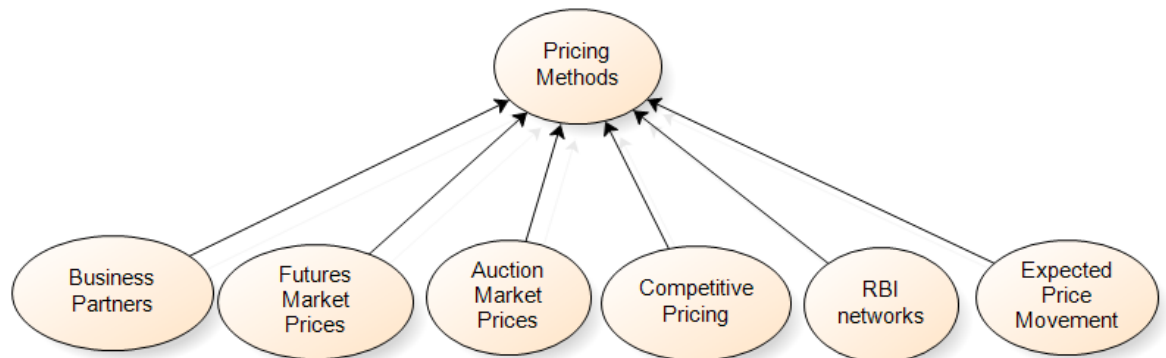 Pricing
Methods
Business
Partners
Futures
Market
Prices
Auction
Market
Prices
Competitive
Pricing
RBI
networks
Expected
Price
Movement